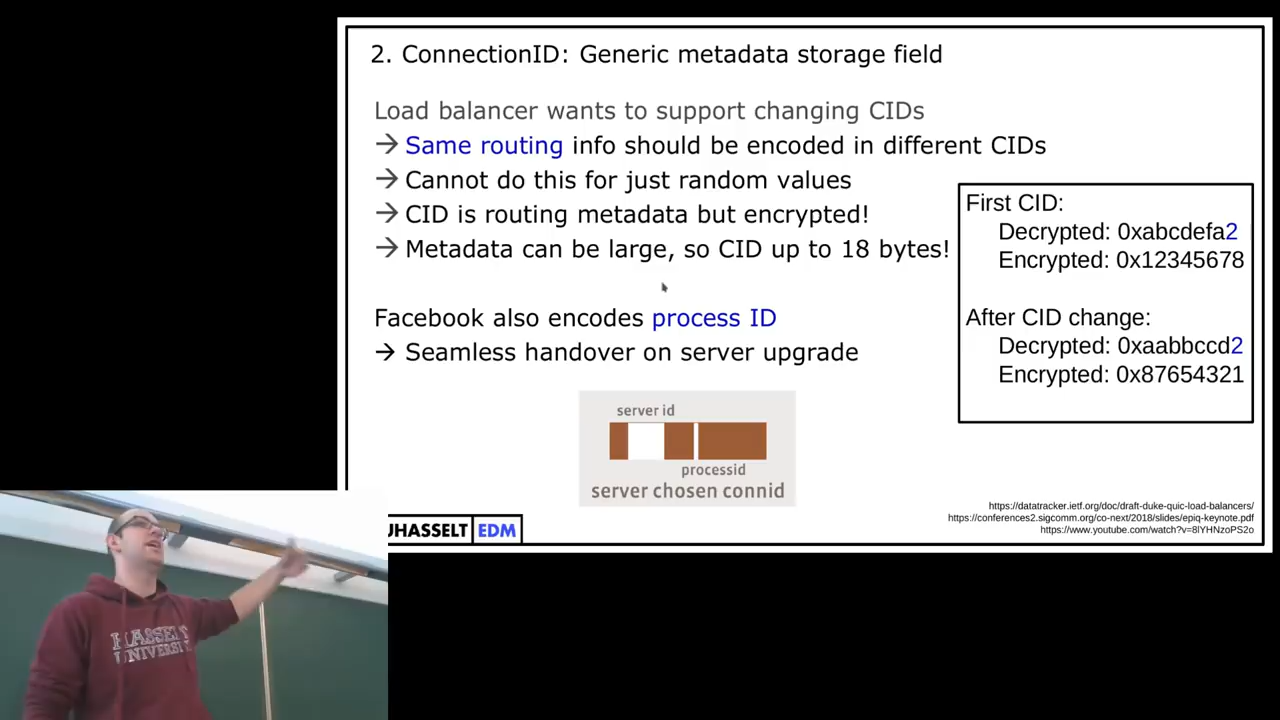 2. ConnectionID: Generic metadata storage field
Load balancer wants to support changing CIDs
→ Same routing info should be encoded in different CIDs
→ Cannot do this for just random values
→ CID is routing metadata but encrypted!
→ Metadata can be large, so CID up to 18 bytes!
Facebook also encodes process ID
→ Seamless handover on server upgrade
First CID:
Decrypted: 0xabcdefa2
Encrypted: 0x12345678
After CID change:
Decrypted: 0xaabbccd2
Encrypted: 0x87654321
server id
processid
server chosen connid
https://datatracker.ietf.org/doc/draft-duke-quic-load-balancers/
https://conferences2.sigcomm.org/co-next/2018/slides/epiq-keynote.pdf
https://www.youtube.com/watch?v=8lYHNzoPS2o
UHASSELT EDM
HASSELT
UNIVERSITY